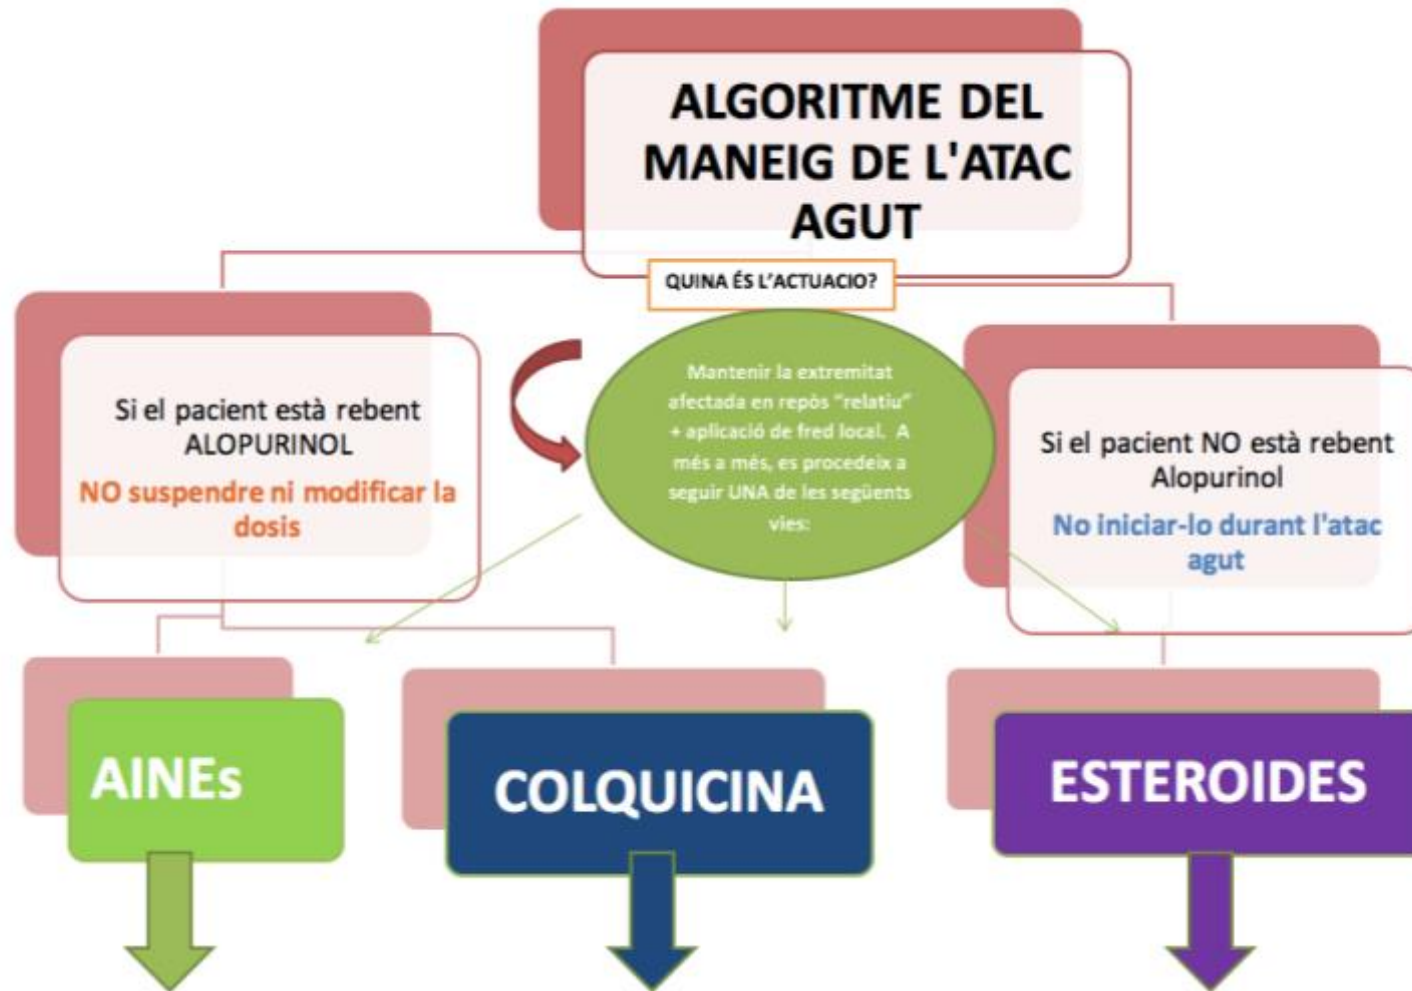 ALGORITME DEL
MANEIG DE L'ATAC
AGUT
QUINA ÉS L'ACTUACIO?
Si el pacient està rebent
ALOPURINOL
NO suspendre ni modificar la
dosis
Mantenir la extremitat
afectada en repòs "relatiu"
+ aplicació de fred local. A
més a més, es procedeix a
seguir UNA de les següents
vies:
Si el pacient NO està rebent
Alopurinol
No iniciar-lo durant l'atac
agut
AINEs
COLQUICINA
ESTEROIDES